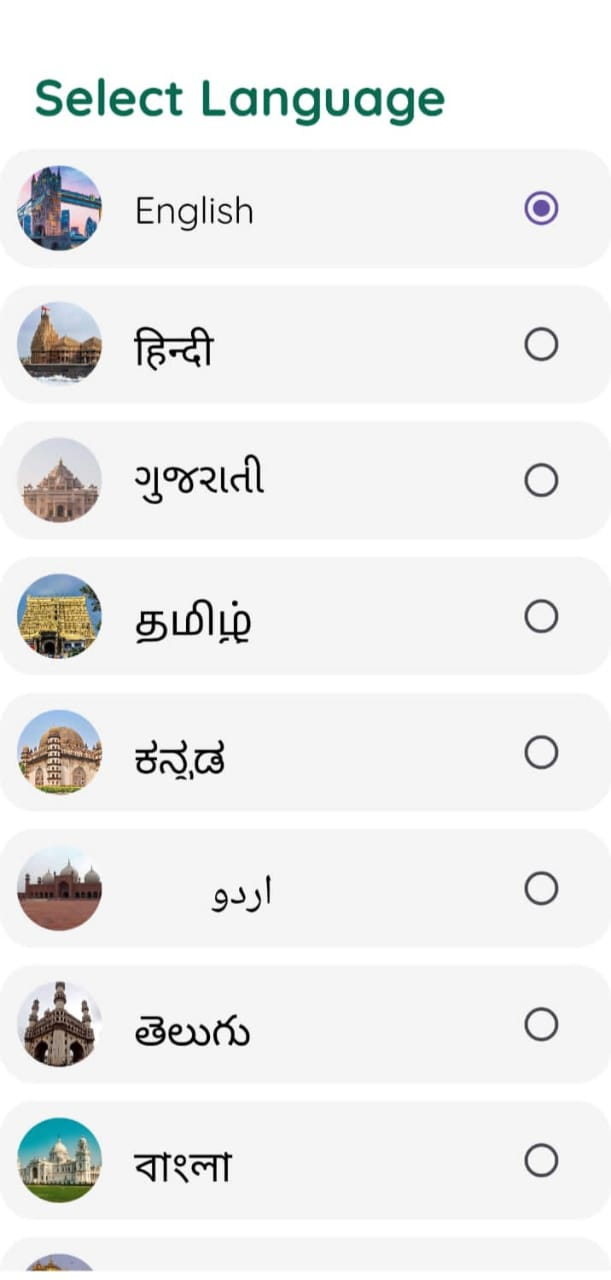 Select Language
English
हिन्दी
ગુજરાતી
தமிழ்
ಕನ್ನಡ
اردو
తెలుగు
বাংলা